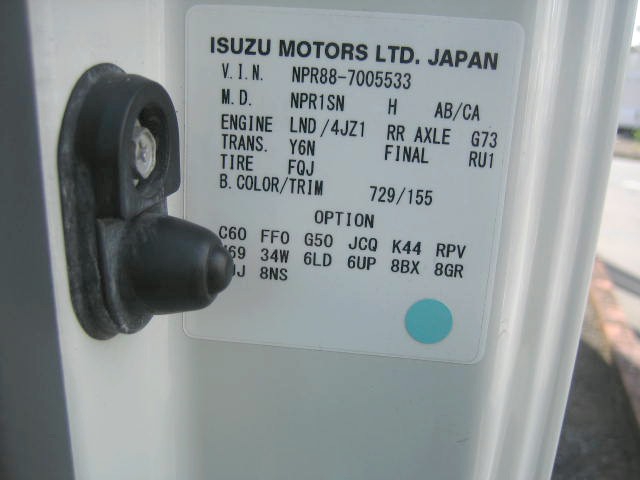 ISUZU MOTORS LTD. JAPAN
V.I.N. NPR88-7005533
M.D. NPR1SN H AB/CA
ENGINE LND/4JZ1 RR AXLE G73
TRANS. Y6N FINAL RU1
TIRE FQJ
B.COLOR/TRIM 729/155
OPTION
C60 FF0 G50 JCQ K44 RPV
34W 6LD 6UP 8BX 8GR
8NS